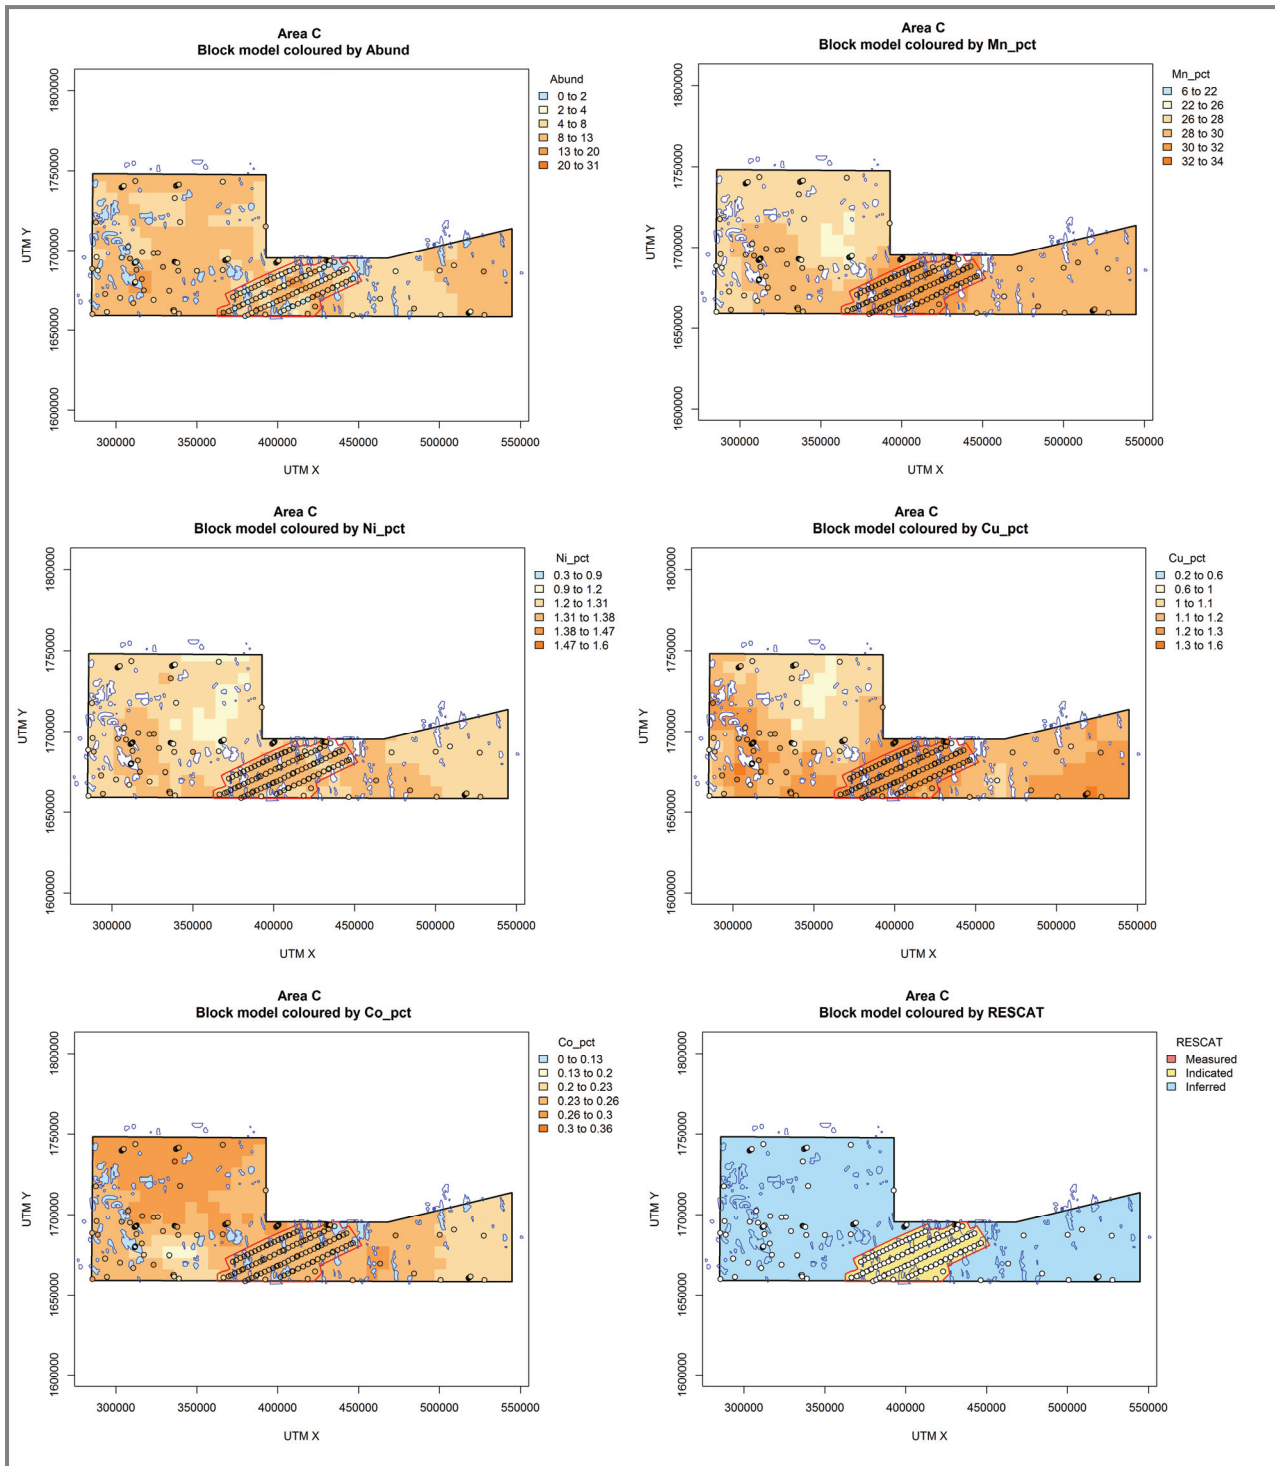 Area C
Block model coloured by Abund
UTM Y
1800000
1750000
1700000
1650000
1600000
300000 350000 400000 450000 500000 550000
UTM X
Abund
0 to 2
2 to 4
4 to 8
8 to 13
13 to 20
20 to 31
Area C
Block model coloured by Mn_pct
UTM Y
1800000
1750000
1700000
1650000
1600000
300000 350000 400000 450000 500000 550000
UTM X
Mn_pct
6 to 22
22 to 26
26 to 28
28 to 30
30 to 32
32 to 34
Area C
Block model coloured by Ni_pct
UTM Y
1800000
1750000
1700000
1650000
1600000
300000 350000 400000 450000 500000 550000
UTM X
Ni_pct
0.3 to 0.9
0.9 to 1.2
1.2 to 1.31
1.31 to 1.38
1.38 to 1.47
1.47 to 1.6
Area C
Block model coloured by Cu_pct
UTM Y
1800000
1750000
1700000
1650000
1600000
300000 350000 400000 450000 500000 550000
UTM X
Cu_pct
0.2 to 0.6
0.6 to 1
1 to 1.1
1.1 to 1.2
1.2 to 1.3
1.3 to 1.6
Area C
Block model coloured by Co_pct
UTM Y
1800000
1750000
1700000
1650000
1600000
300000 350000 400000 450000 500000 550000
UTM X
Co_pct
0 to 0.13
0.13 to 0.2
0.2 to 0.23
0.23 to 0.26
0.26 to 0.3
0.3 to 0.36
Area C
Block model coloured by RESCAT
UTM Y
1800000
1750000
1700000
1650000
1600000
300000 350000 400000 450000 500000 550000
UTM X
RESCAT
Measured
Indicated
Inferred